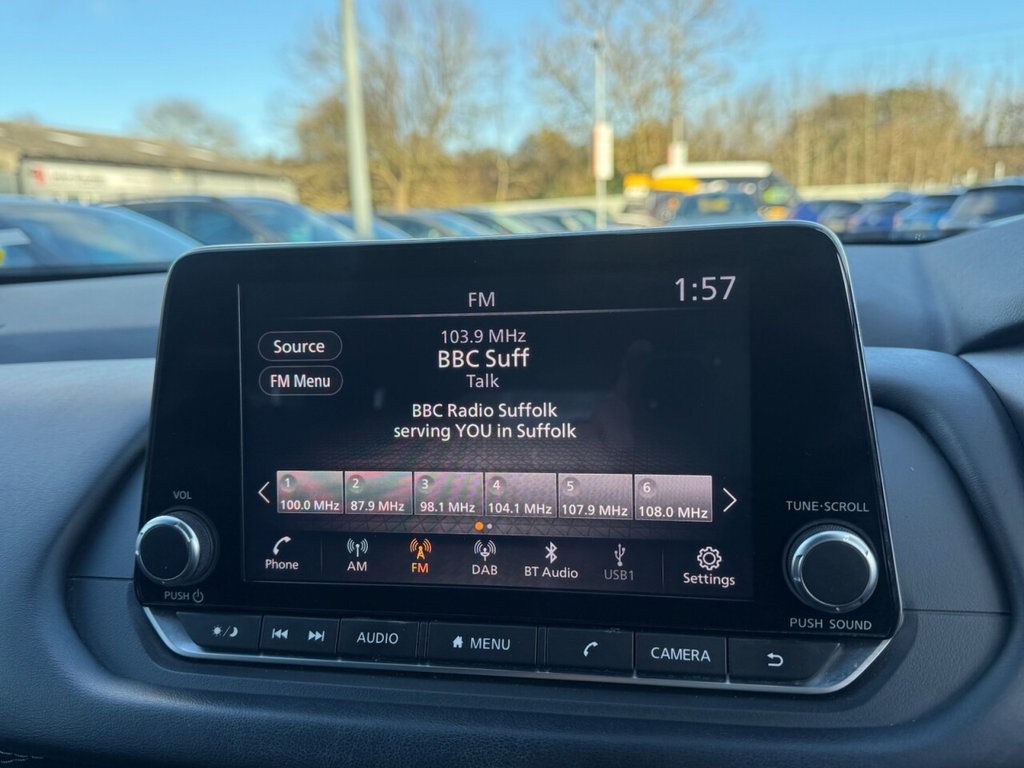 FM
1:57
103.9 MHz
Source
BBC Suff
FM Menu
Talk
BBC Radio Suffolk
serving YOU in Suffolk
1 2 3 4 5 6
100.0 MHz 87.9 MHz 98.1 MHz 104.1 MHz 107.9 MHz 108.0 MHz
VOL
TUNE·SCROLL
Phone AM FM DAB BT Audio USB1 Settings
PUSH
PUSH SOUND
AUDIO MENU CAMERA